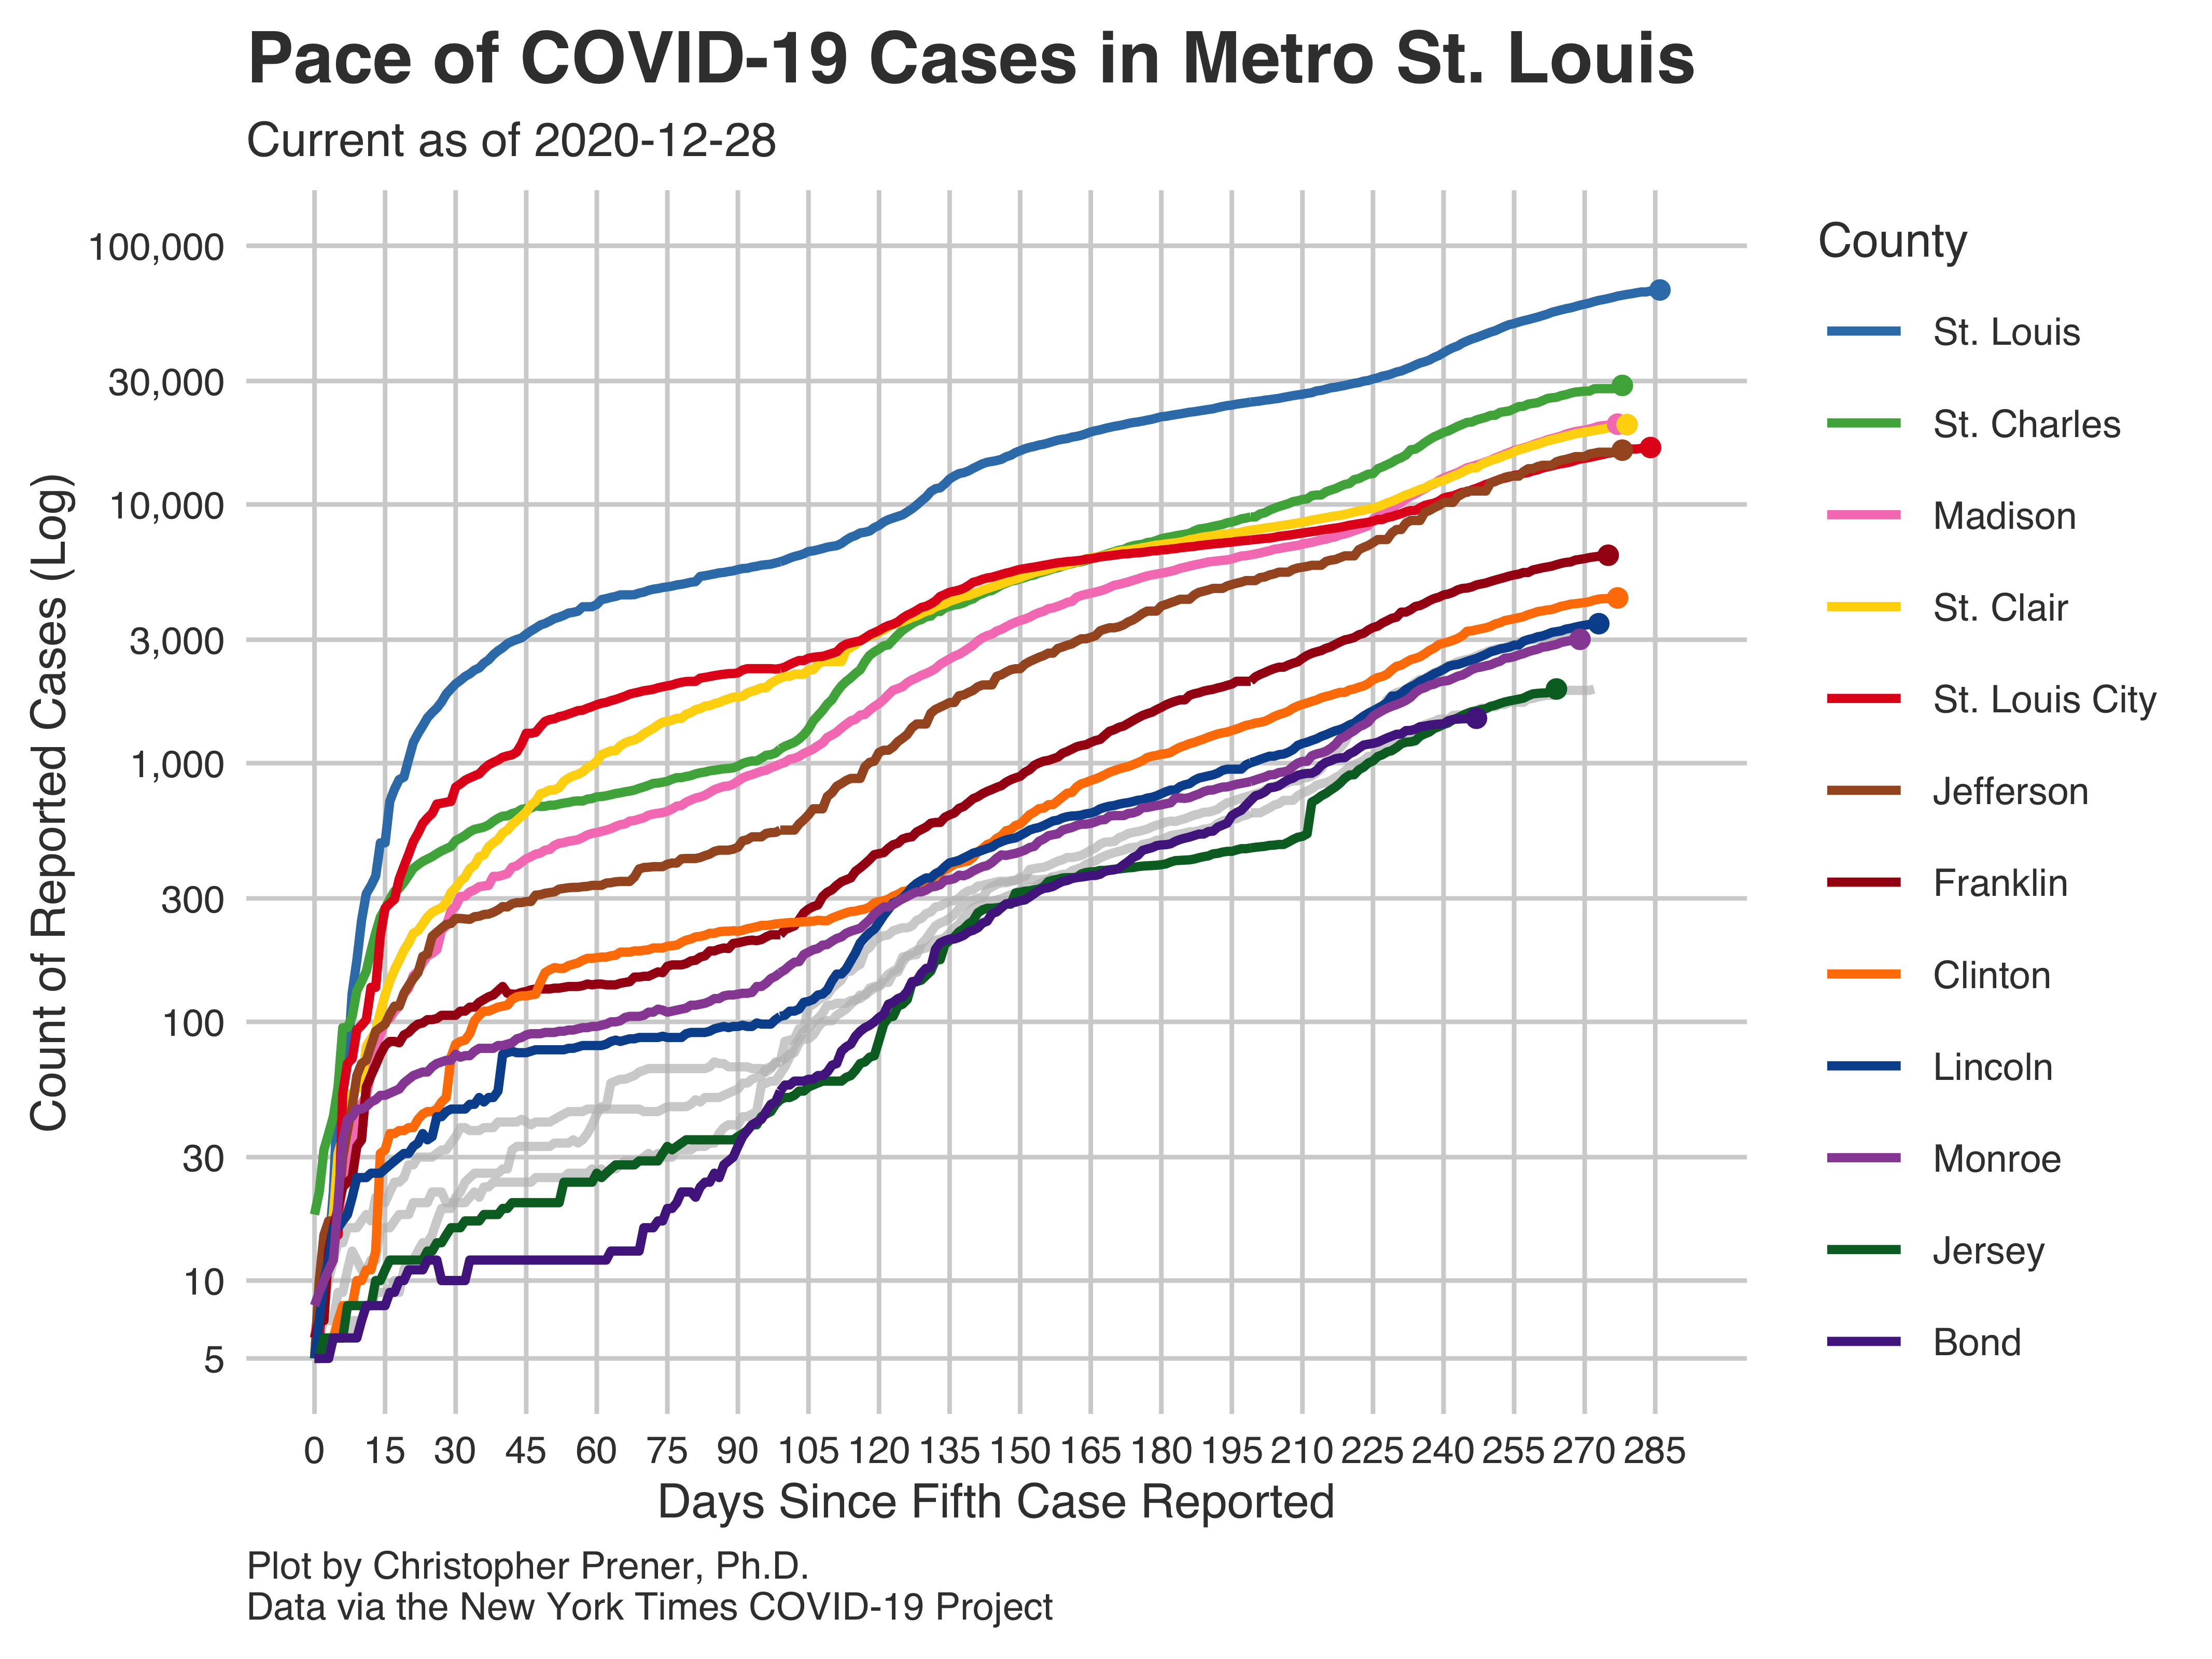 Pace of COVID-19 Cases in Metro St. Louis
Current as of 2020-12-28
Count of Reported Cases (Log)
100,000
30,000
10,000
3,000
1,000
300
100
30
10
5
0 15 30 45 60 75 90 105 120 135 150 165 180 195 210 225 240 255 270 285
Days Since Fifth Case Reported
County
St. Louis
St. Charles
Madison
St. Clair
St. Louis City
Jefferson
Franklin
Clinton
Lincoln
Monroe
Jersey
Bond
Plot by Christopher Prener, Ph.D.
Data via the New York Times COVID-19 Project